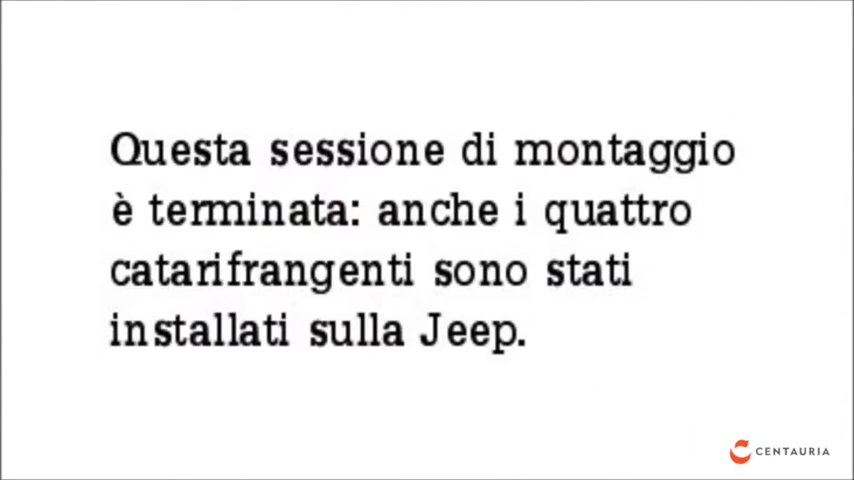 Questa sessione di montaggio
è terminata: anche i quattro
catarifrangenti sono stati
installati sulla Jeep.
CENTAURIA